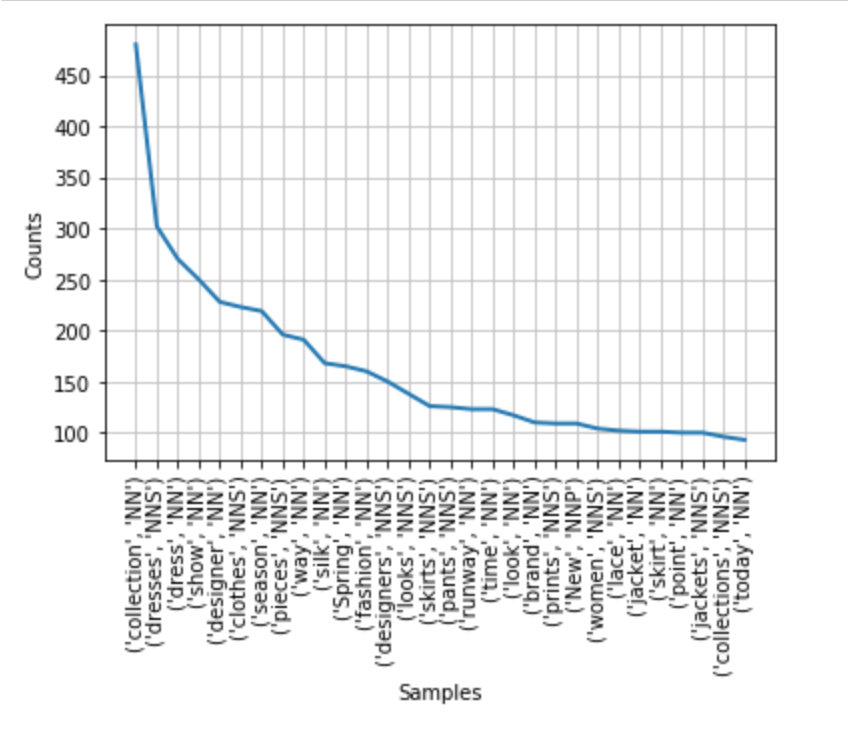 450
400
350
300
250
200
150
100
Counts
('collection', 'NN')
('dresses', 'NNS')
('dress', 'NN')
('show', 'NN')
('designer', 'NN')
('clothes', 'NNS')
('season', 'NN')
('pieces', 'NNS')
('way', 'NN')
('silk', 'NN')
('Spring', 'NN')
('fashion', 'NN')
('designers', 'NNS')
('looks', 'NNS')
('skirts', 'NNS')
('pants', 'NNS')
('runway', 'NN')
('time', 'NN')
('look', 'NN')
('brand', 'NN')
('prints', 'NNS')
('New', 'NNP')
('women', 'NNS')
('lace', 'NN')
('jacket', 'NN')
('skirt', 'NN')
('point', 'NN')
('jackets', 'NNS')
('collections', 'NNS')
('today', 'NN')
Samples